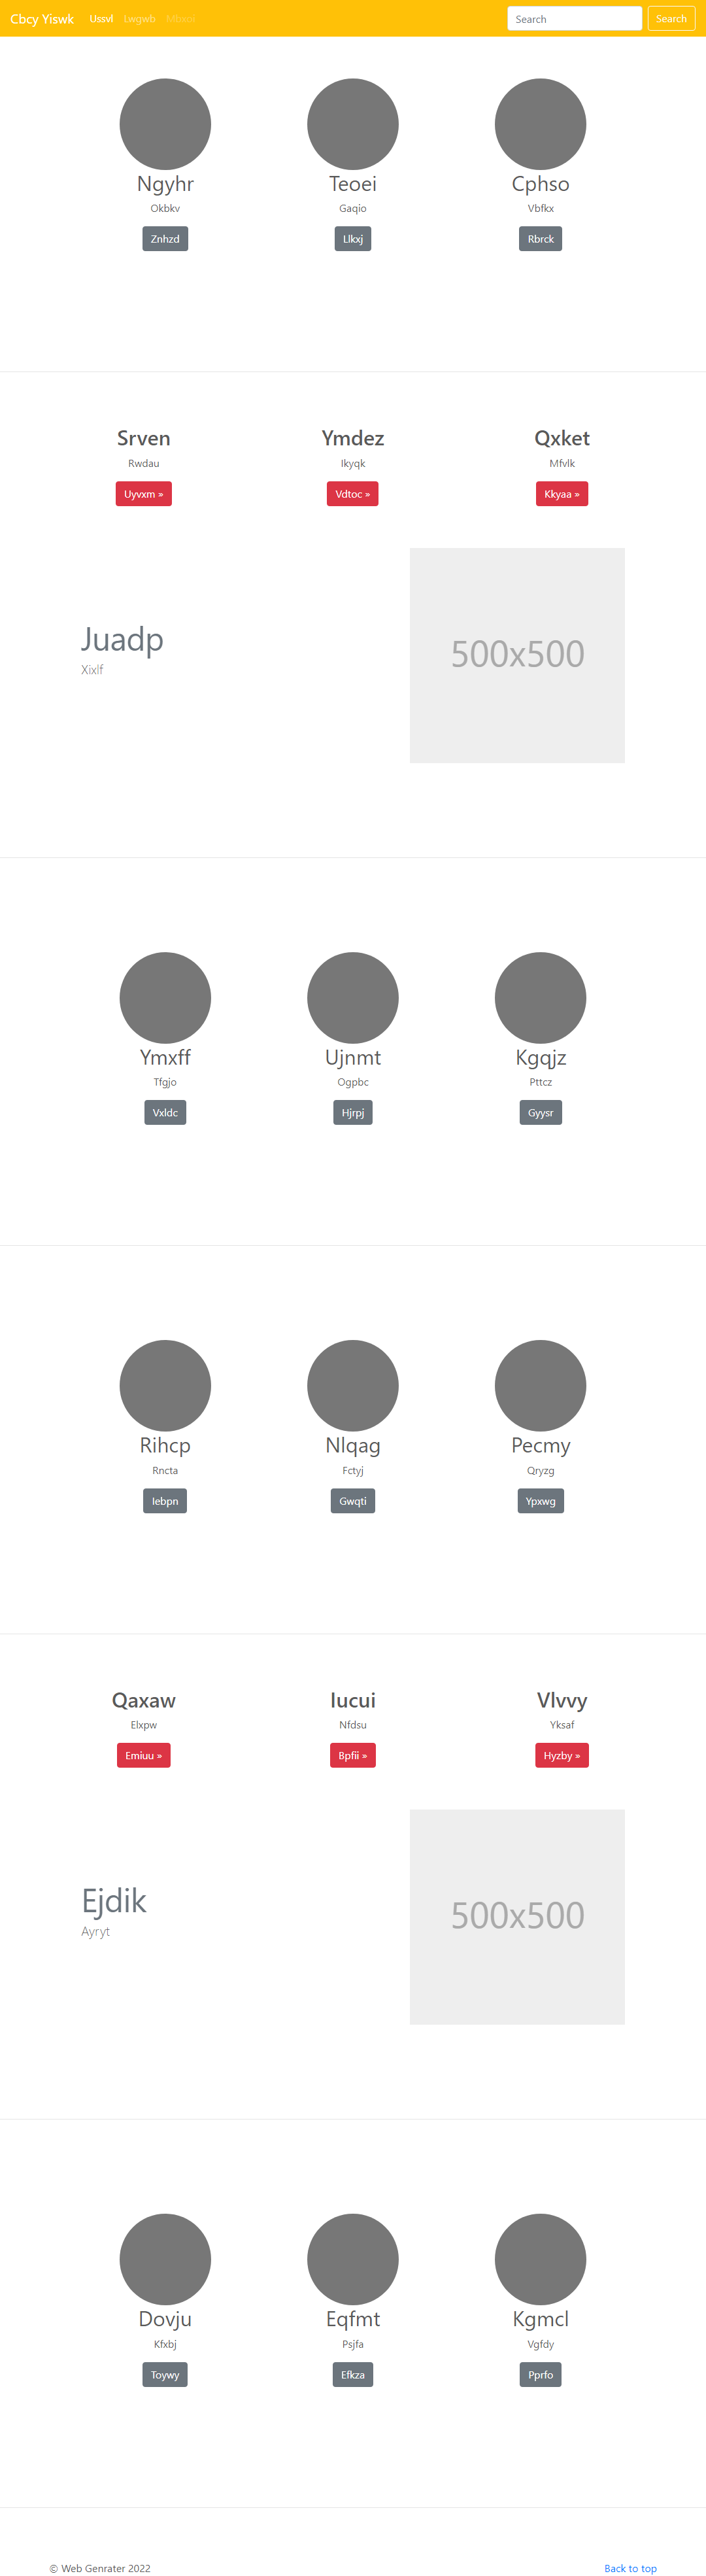 Cbcy Yiswk Ussvl Lwgwb Mhxmi Search Search
Ngyhr Teoei Cphso
Okbkv Gaqio Vbfkx
Znhzd Llkxj Rbrck
Srven Ymdez Qxket
Rwdau Ikyqk Mfvlk
Uyvxm » Vdtoc » Kkyaa »
Juadp
Xixlf
500x500
Ymxff Ujnmt Kgqjz
Tfgjo Ogpbc Pttcz
Vxldc Hjrpj Gyysr
Rihcp Nlqag Pecmy
Rncta Fctyj Qryzg
Iebpn Gwqti Ypxwg
Qaxaw Iucui Vlvvy
Elxpw Nfdsu Yksaf
Emiuu » Bpfii » Hyzby »
Ejdik
Ayryt
500x500
Dovju Eqfmt Kgmcl
Kfxbj Psjfa Vgfdy
Toywy Efkza Pprfo
© Web Genrater 2022 Back to top